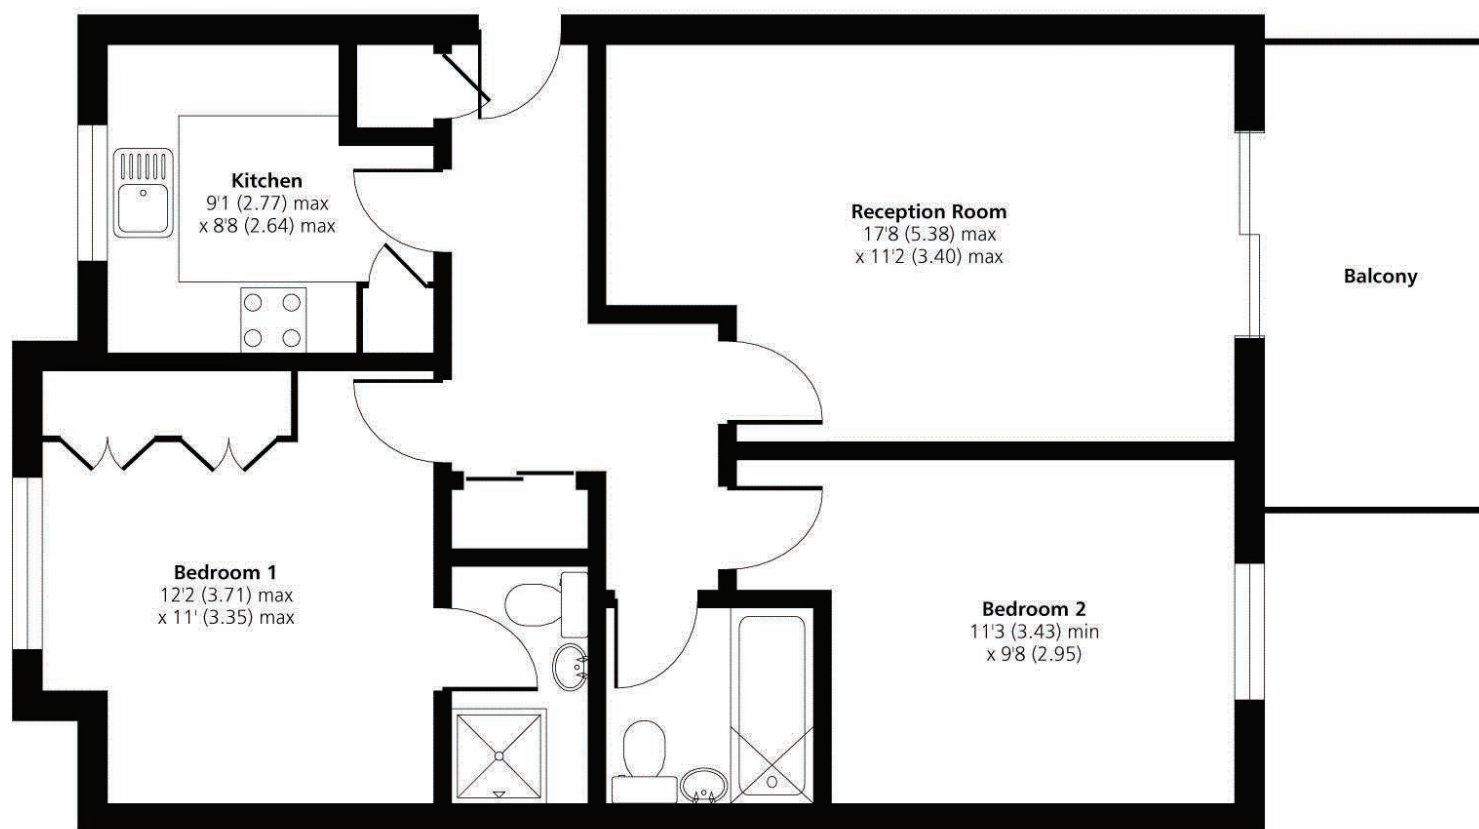 Kitchen
9'1 (2.77) max
x 8'8 (2.64) max
Reception Room
17'8 (5.38) max
x 11'2 (3.40) max
Balcony
Bedroom 1
12'2 (3.71) max
x 11' (3.35) max
Bedroom 2
11'3 (3.43) min
x 9'8 (2.95)